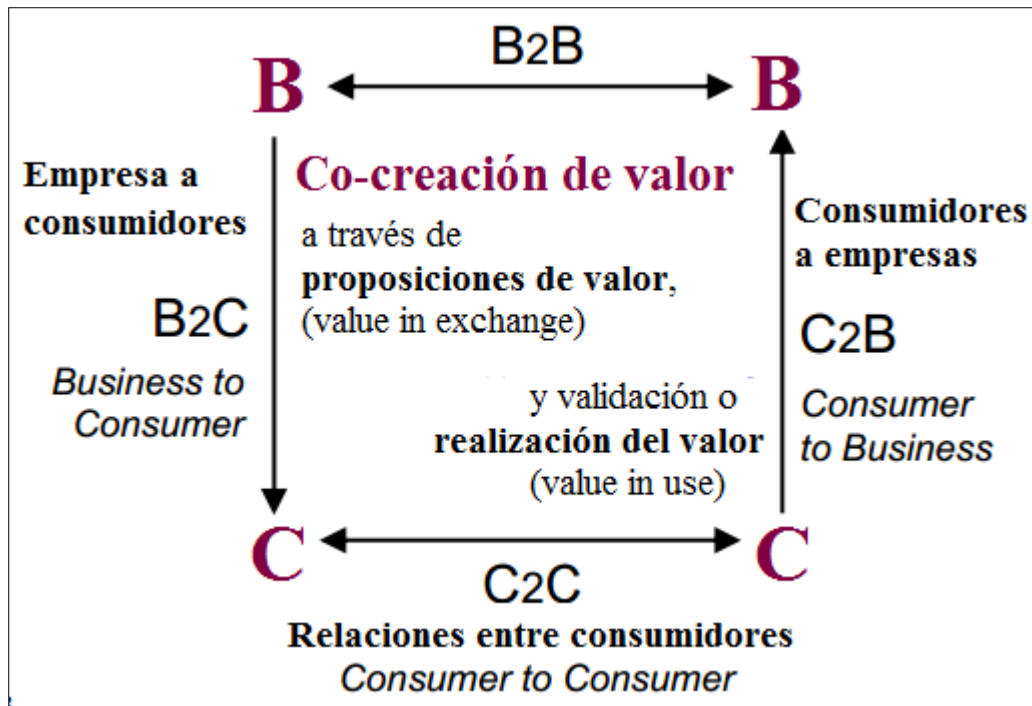 B2B
B
B
Empresa a
consumidores
Co-creación de valor
a través de
proposiciones de valor,
(value in exchange)
Consumidores
a empresas
B2C
Business to
Consumer
C2B
Consumer
to Business
y validación o
realización del valor
(value in use)
C
C
C2C
Relaciones entre consumidores
Consumer to Consumer